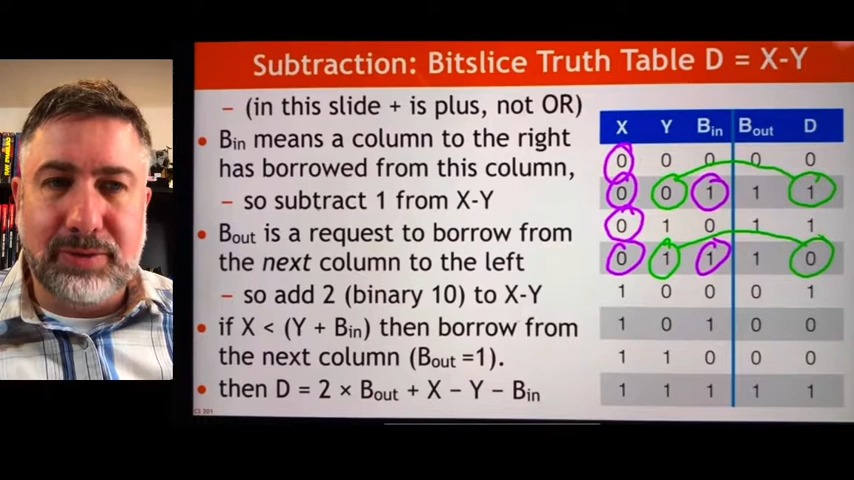 Subtraction: Bitslice Truth Table D = X-Y
– (in this slide + is plus, not OR)
• Bin means a column to the right
has borrowed from this column,
– so subtract 1 from X-Y
• Bout is a request to borrow from
the next column to the left
– so add 2 (binary 10) to X-Y
• if X < (Y + Bin) then borrow from
the next column (Bout =1).
• then D = 2 × Bout + X – Y – Bin
CS 201
X Y Bin Bout D
0 0 0 0 0
0 0 1 1 1
0 1 0 1 1
0 1 1 1 0
1 0 0 0 1
1 0 1 0 0
1 1 0 0 0
1 1 1 1 1